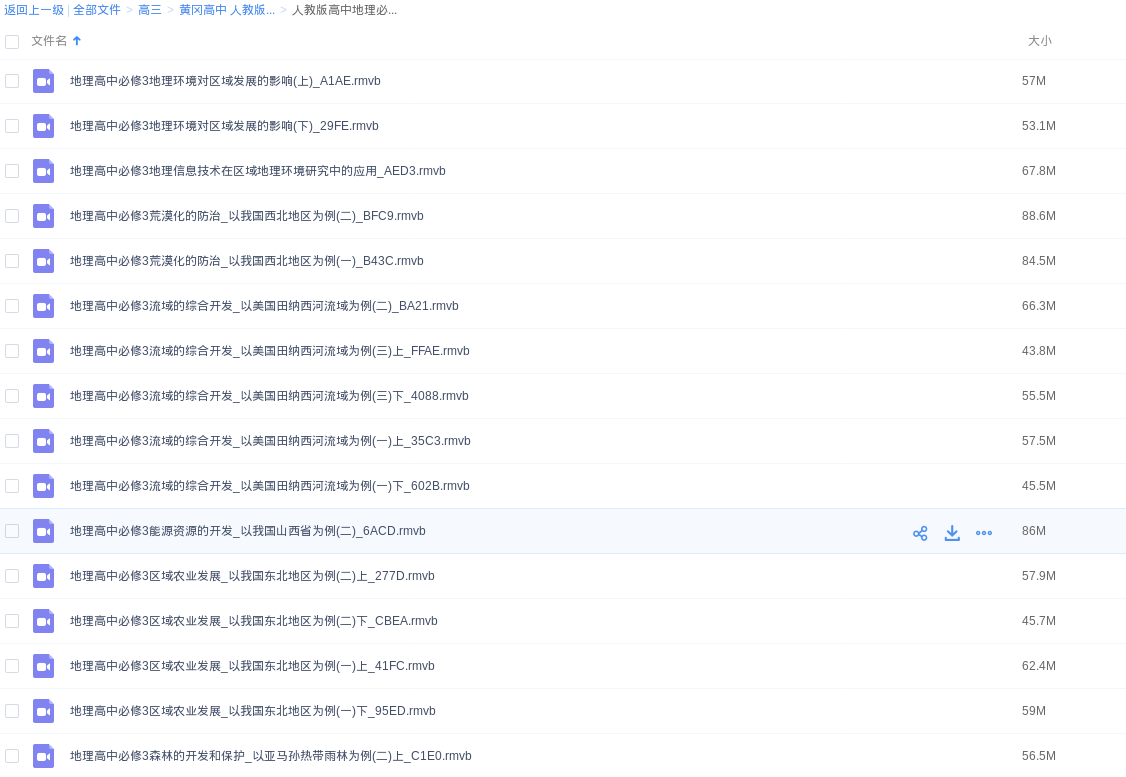 返回上一级 | 全部文件 > 高三 > 黄冈高中 人教版... > 人教版高中地理必...
文件名 大小
地理高中必修3地理环境对区域发展的影响(上)_A1AE.rmvb 57M
地理高中必修3地理环境对区域发展的影响(下)_29FE.rmvb 53.1M
地理高中必修3地理信息技术在区域地理环境研究中的应用_AED3.rmvb 67.8M
地理高中必修3荒漠化的防治_以我国西北地区为例(二)_BFC9.rmvb 88.6M
地理高中必修3荒漠化的防治_以我国西北地区为例(一)_B43C.rmvb 84.5M
地理高中必修3流域的综合开发_以美国田纳西河流域为例(二)_BA21.rmvb 66.3M
地理高中必修3流域的综合开发_以美国田纳西河流域为例(三)上_FFAE.rmvb 43.8M
地理高中必修3流域的综合开发_以美国田纳西河流域为例(三)下_4088.rmvb 55.5M
地理高中必修3流域的综合开发_以美国田纳西河流域为例(一)上_35C3.rmvb 57.5M
地理高中必修3流域的综合开发_以美国田纳西河流域为例(一)下_602B.rmvb 45.5M
地理高中必修3能源资源的开发_以我国山西省为例(二)_6ACD.rmvb 86M
地理高中必修3区域农业发展_以我国东北地区为例(二)上_277D.rmvb 57.9M
地理高中必修3区域农业发展_以我国东北地区为例(二)下_CBEA.rmvb 45.7M
地理高中必修3区域农业发展_以我国东北地区为例(一)上_41FC.rmvb 62.4M
地理高中必修3区域农业发展_以我国东北地区为例(一)下_95ED.rmvb 59M
地理高中必修3森林的开发和保护_以亚马孙热带雨林为例(二)上_C1E0.rmvb 56.5M